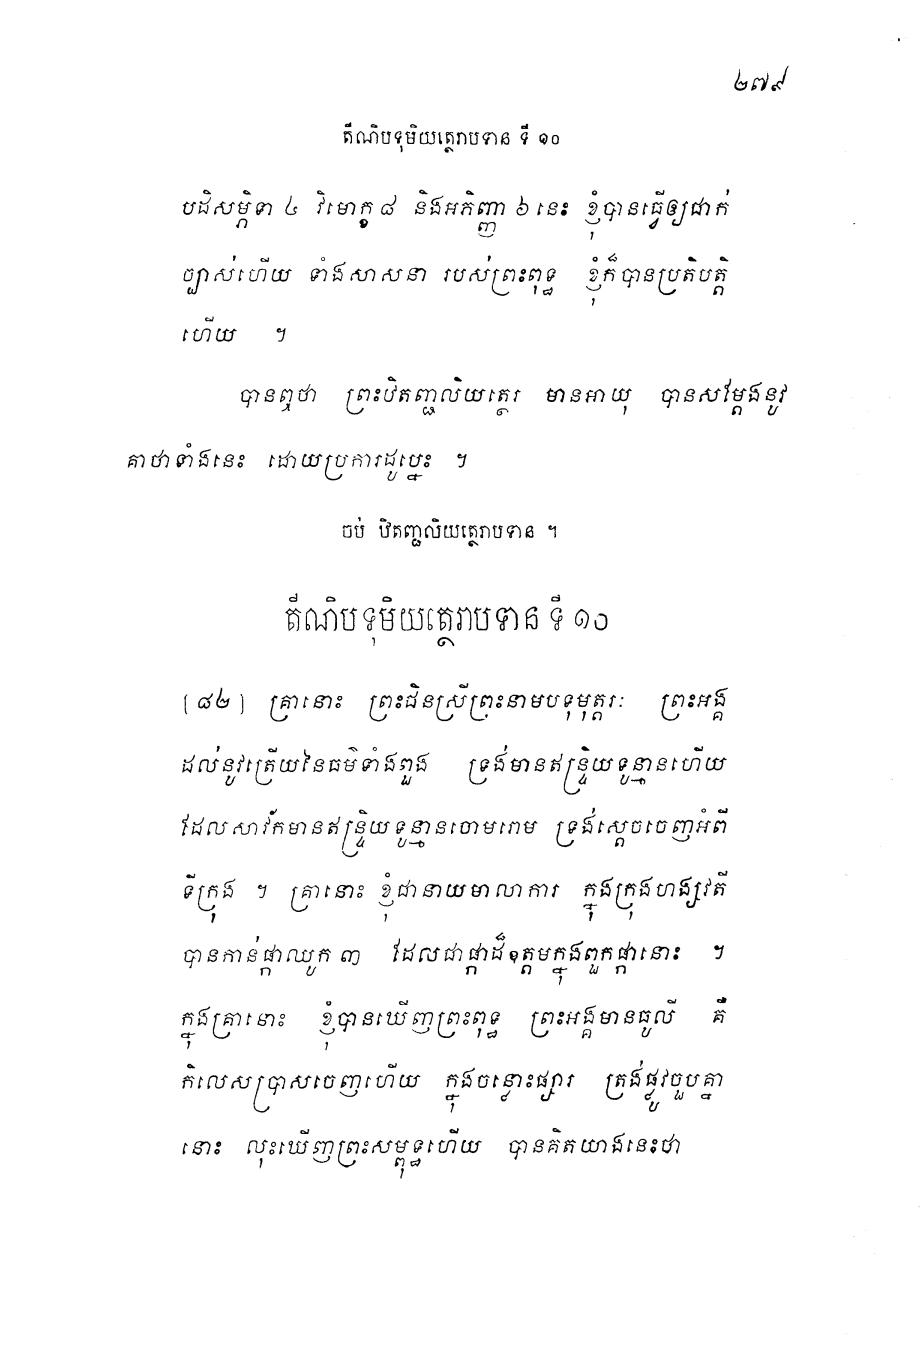 ២៧៩
តីណិបទុមិយត្ថេរាបទាន ទី ១០
បដិសម្ភិទា ៤ វិមោក្ខ ៨ និងអភិញ្ញា ៦ នេះ ខ្ញុំបានធ្វើឲ្យជាក់
ច្បាស់ហើយ ទាំងសាសនា របស់ព្រះពុទ្ធ ខ្ញុំក៏បានប្រតិបត្តិ
ហើយ ។
បានឮថា ព្រះឋិតញ្ជលិយត្ថេរ មានអាយុ បានសម្តែងនូវ
គាថាទាំងនេះ ដោយប្រការដូច្នេះ ។
ចប់ ឋិតញ្ជលិយត្ថេរាបទាន ។
តីណិបទុមិយត្ថេរាបទាន ទី ១០
[៨២] គ្រានោះ ព្រះជិនស្រីព្រះនាមបទុមុត្តរៈ ព្រះអង្គ
ដល់នូវត្រើយនៃធម៌ទាំងពួង ទ្រង់មានឥន្ទ្រិយទូន្មានហើយ
ដែលសាវ័កមានឥន្ទ្រិយទូន្មានចោមរោម ទ្រង់ស្តេចចេញអំពី
ទីក្រុង ។ គ្រានោះ ខ្ញុំជានាយមាលាការ ក្នុងក្រុងហង្សវតី
បានកាន់ផ្កាឈូក ៣ ដែលជាផ្កាដ៏ឧត្តមក្នុងពួកផ្កានោះ ។
ក្នុងគ្រានោះ ខ្ញុំបានឃើញព្រះពុទ្ធ ព្រះអង្គមានធូលី គឺ
កិលេសប្រាសចេញហើយ ក្នុងចន្លោះផ្សារ ត្រង់ផ្លូវចួបគ្នា
នោះ លុះឃើញព្រះសម្ពុទ្ធហើយ បានគិតយាងនេះថា